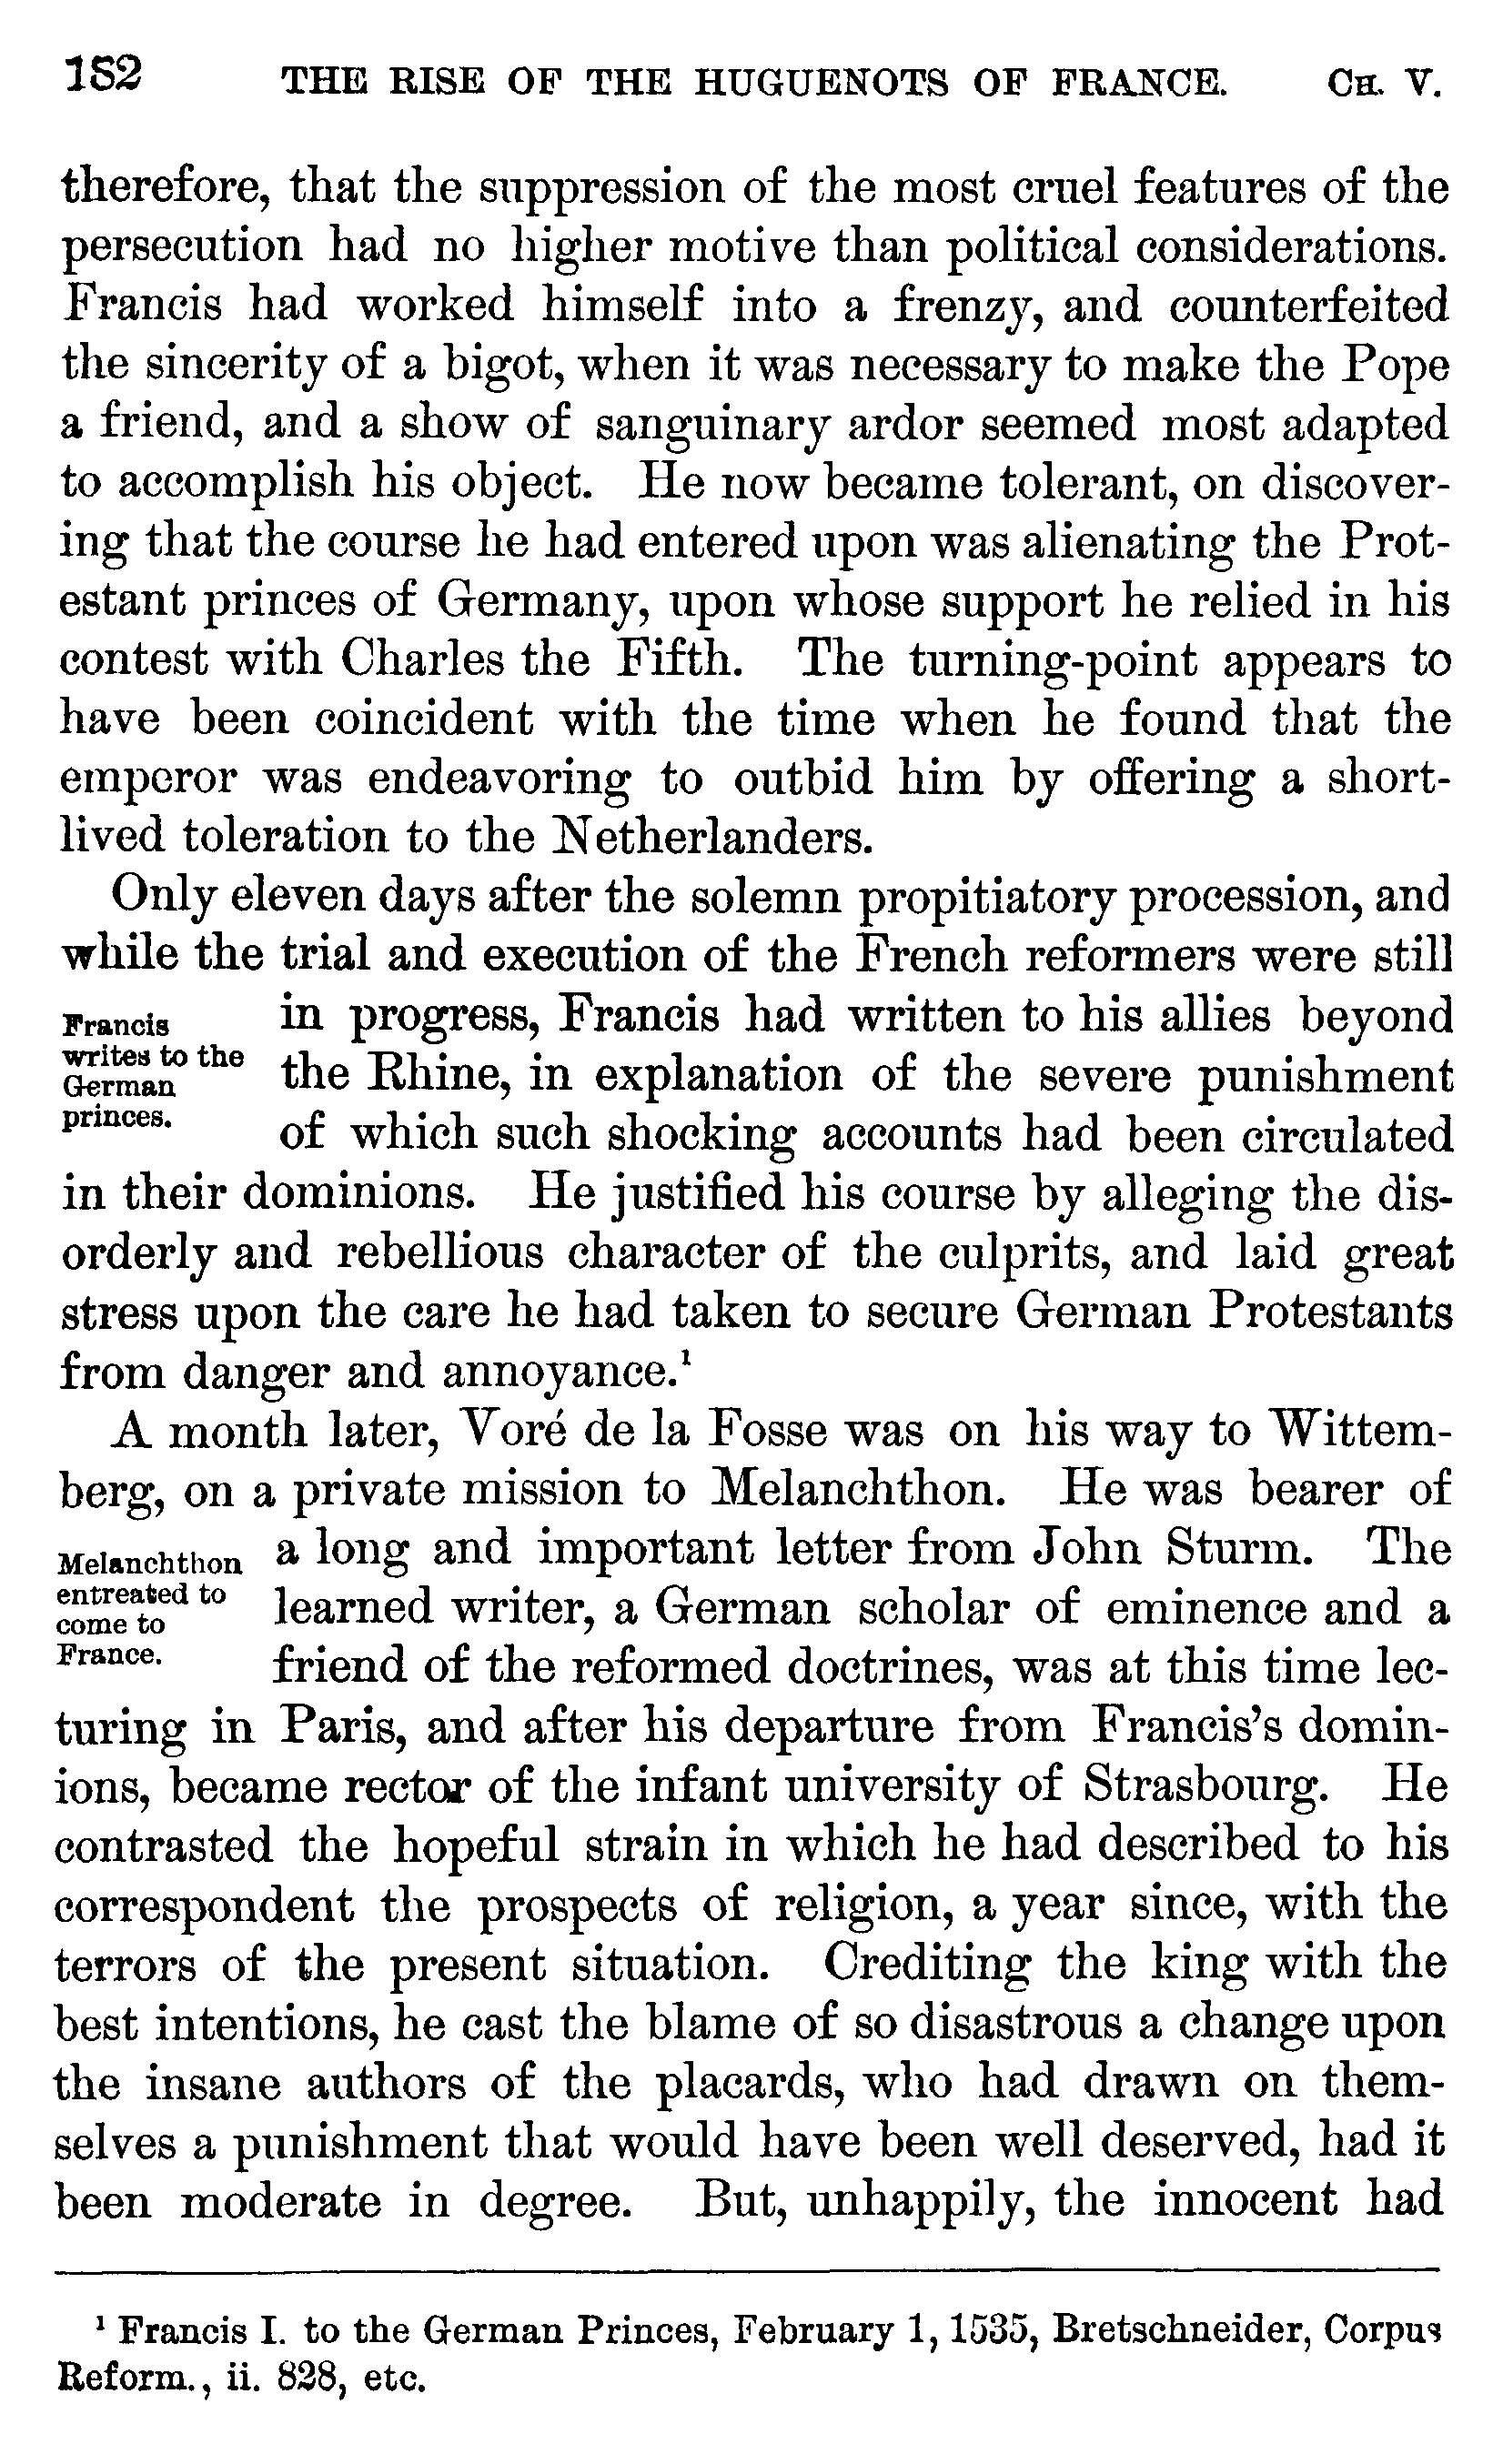 182 THE RISE OF THE HUGUENOTS OF FRANCE. CH. V.
therefore, that the suppression of the most cruel features of the
persecution had no higher motive than political considerations.
Francis had worked himself into a frenzy, and counterfeited
the sincerity of a bigot, when it was necessary to make the Pope
a friend, and a show of sanguinary ardor seemed most adapted
to accomplish his object. He now became tolerant, on discover-
ing that the course he had entered upon was alienating the Prot-
estant princes of Germany, upon whose support he relied in his
contest with Charles the Fifth. The turning-point appears to
have been coincident with the time when he found that the
emperor was endeavoring to outbid him by offering a short-
lived toleration to the Netherlanders.
Only eleven days after the solemn propitiatory procession, and
while the trial and execution of the French reformers were still
Francis
writes to the
German
princes.
in progress, Francis had written to his allies beyond
the Rhine, in explanation of the severe punishment
of which such shocking accounts had been circulated
in their dominions. He justified his course by alleging the dis-
orderly and rebellious character of the culprits, and laid great
stress upon the care he had taken to secure German Protestants
from danger and annoyance.¹
A month later, Voré de la Fosse was on his way to Wittem-
berg, on a private mission to Melanchthon. He was bearer of
Melanchthon
entreated to
come to
France.
a long and important letter from John Sturm. The
learned writer, a German scholar of eminence and a
friend of the reformed doctrines, was at this time lec-
turing in Paris, and after his departure from Francis's domin-
ions, became rector of the infant university of Strasbourg. He
contrasted the hopeful strain in which he had described to his
correspondent the prospects of religion, a year since, with the
terrors of the present situation. Crediting the king with the
best intentions, he cast the blame of so disastrous a change upon
the insane authors of the placards, who had drawn on them-
selves a punishment that would have been well deserved, had it
been moderate in degree. But, unhappily, the innocent had
¹ Francis I. to the German Princes, February 1, 1535, Bretschneider, Corpus
Reform., ii. 828, etc.